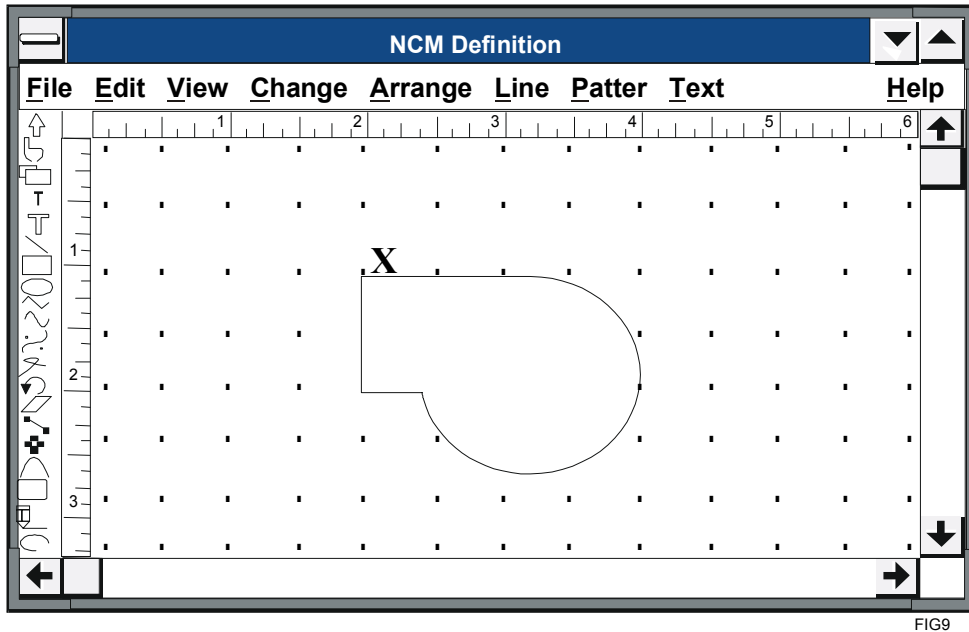 NCM Definition
File Edit View Change Arrange Line Patter Text Help
1 2 3 4 5 6
T
T
1
X
2
3
FIG9